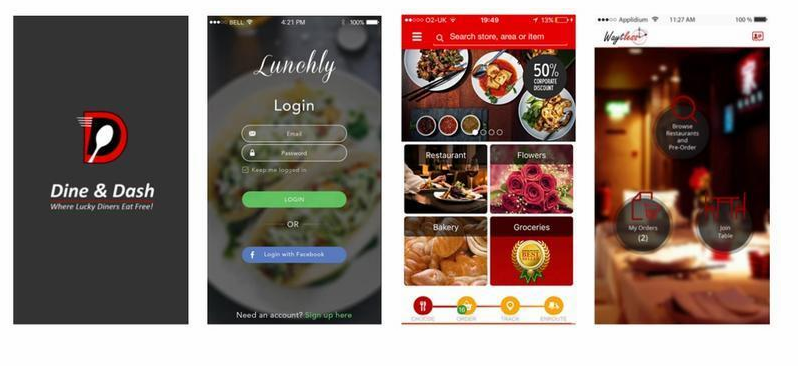 Dine & Dash
Where Lucky Diners Eat Free!
BELL 4:21 PM 100%
Lunchly
Login
Email
Password
Keep me logged in
LOGIN
OR
Login with Facebook
Need an account? Sign up here
O2-UK 19:49 13%
Search store, area or item
50%
CORPORATE
DISCOUNT
Restaurant
Flowers
Bakery
Groceries
BEST
CHOOSE
ORDER
TRACK
ENROUTE
Applidium 11:27 AM 100 %
Waytless
Browse
Restaurants
and
Pre-Order
My Orders
(2)
Join
Table